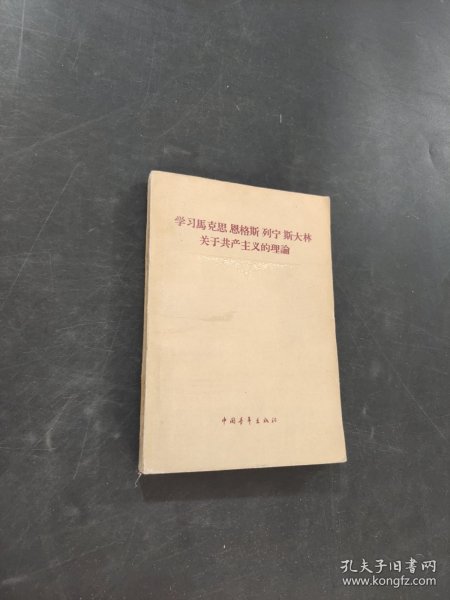 学习馬克思 恩格斯 列宁 斯大林
关于共产主义的理論
中国青年出版社
孔夫子旧书网
www.kongfz.com